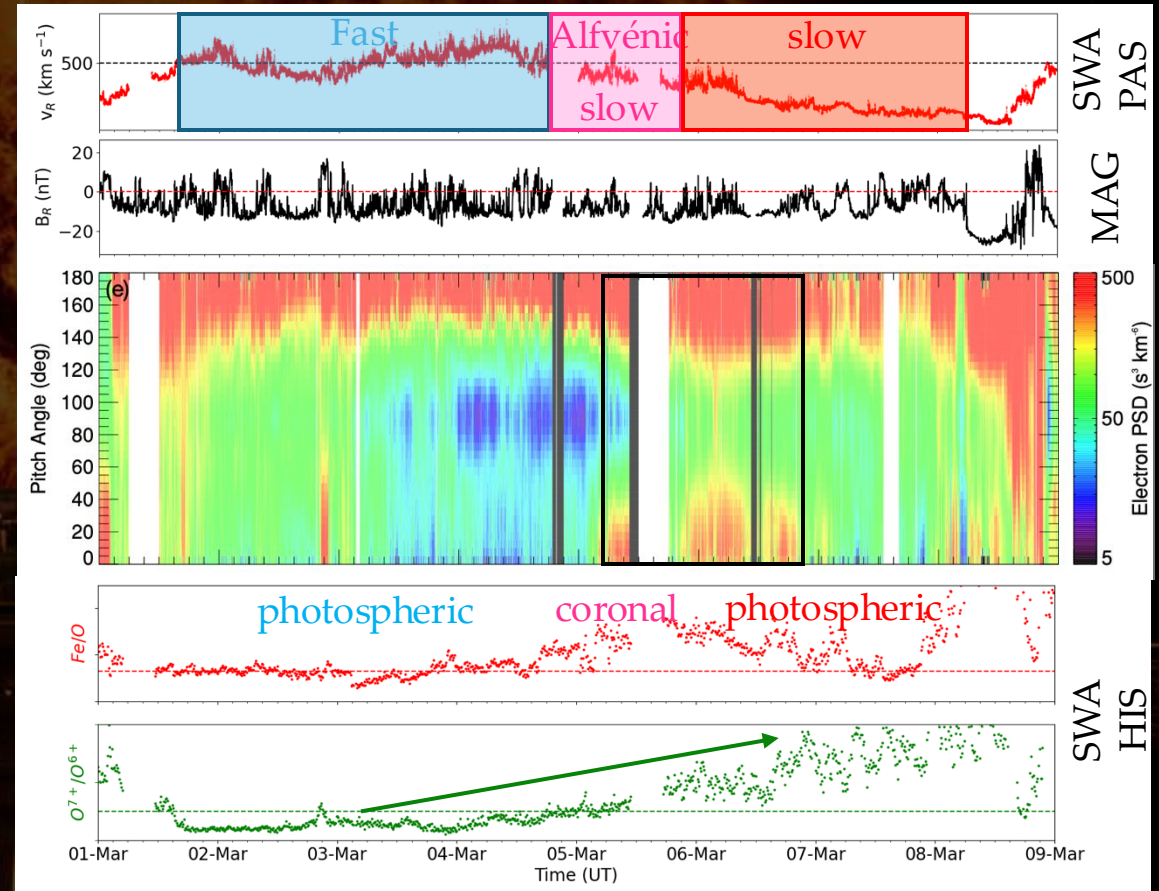 Fast
Alfvénic
slow
slow
v_R (km s⁻¹)
500
SWA
PAS
B_R (nT)
20
0
−20
MAG
(e)
Pitch Angle (deg)
180
160
140
120
100
80
60
40
20
0
500
50
5
Electron PSD (s³ km⁻⁶)
photospheric
coronal
photospheric
Fe/O
O⁷⁺/O⁶⁺
SWA
HIS
01-Mar 02-Mar 03-Mar 04-Mar 05-Mar 06-Mar 07-Mar 08-Mar 09-Mar
Time (UT)